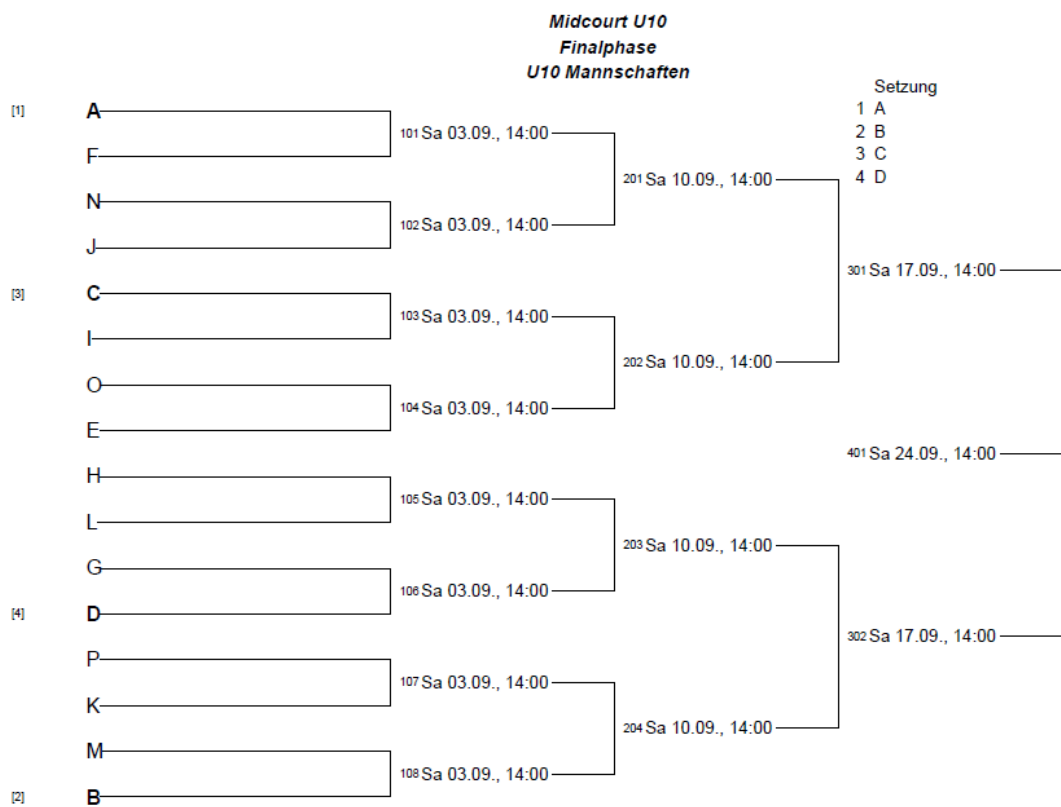 Midcourt U10
Finalphase
U10 Mannschaften
Setzung
1 A
2 B
3 C
4 D
[1] A
101 Sa 03.09., 14:00
F
201 Sa 10.09., 14:00
N
102 Sa 03.09., 14:00
J
301 Sa 17.09., 14:00
[3] C
103 Sa 03.09., 14:00
I
202 Sa 10.09., 14:00
O
104 Sa 03.09., 14:00
E
401 Sa 24.09., 14:00
H
105 Sa 03.09., 14:00
L
203 Sa 10.09., 14:00
G
106 Sa 03.09., 14:00
[4] D
302 Sa 17.09., 14:00
P
107 Sa 03.09., 14:00
K
204 Sa 10.09., 14:00
M
108 Sa 03.09., 14:00
[2] B